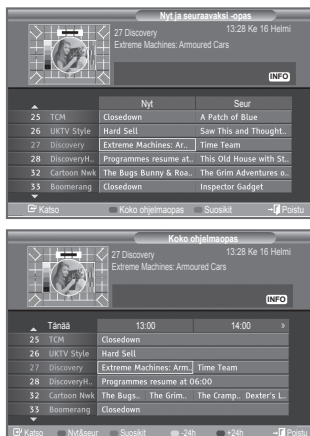 Nyt ja seuraavaksi -opas
27 Discovery 13:28 Ke 16 Helmi
Extreme Machines: Armoured Cars
INFO
Nyt Seur
25 TCM Closedown A Patch of Blue
26 UKTV Style Hard Sell Saw This and Thought..
27 Discovery Extreme Machines: Ar.. Time Team
28 DiscoveryH.. Programmes resume at.. This Old House with St..
32 Cartoon Nwk The Bugs Bunny & Roa.. The Grim Adventures o..
33 Boomerang Closedown Inspector Gadget
Katso Koko ohjelmaopas Suosikit Poistu
Koko ohjelmaopas
27 Discovery 13:28 Ke 16 Helmi
Extreme Machines: Armoured Cars
INFO
Tänää 13:00 14:00 »
25 TCM Closedown
26 UKTV Style Hard Sell
27 Discovery Extreme Machines: Arm.. Time Team
28 DiscoveryH.. Programmes resume at 06:00
32 Cartoon Nwk The Bugs.. The Grim.. The Cramp.. Dexter's L..
33 Boomerang Closedown
Katso Nyt&seur Suosikit -24h +24h Poistu